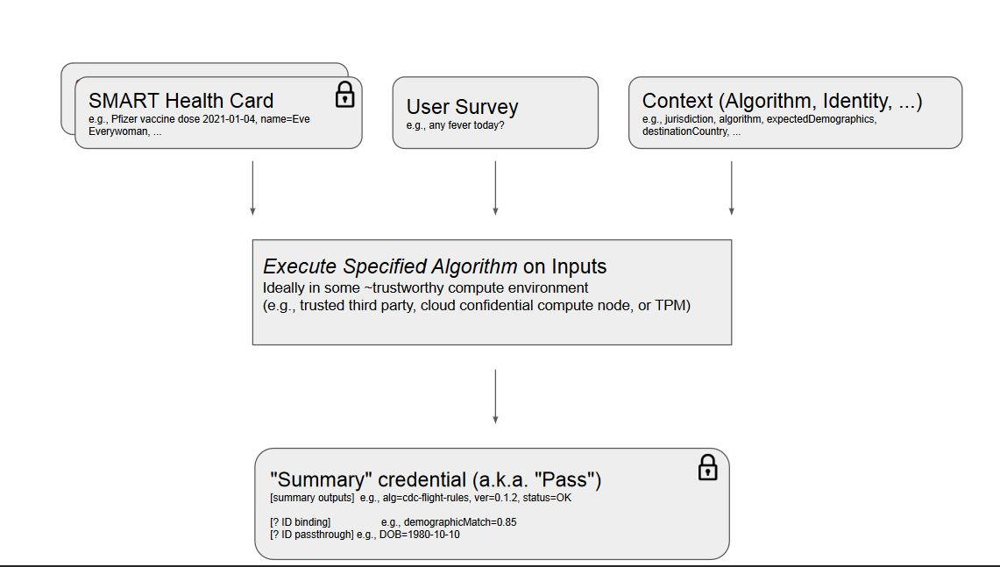 SMART Health Card
e.g., Pfizer vaccine dose 2021-01-04, name=Eve
Everywoman, ...
User Survey
e.g., any fever today?
Context (Algorithm, Identity, ...)
e.g., jurisdiction, algorithm, expectedDemographics,
destinationCountry, ...
Execute Specified Algorithm on Inputs
Ideally in some ~trustworthy compute environment
(e.g., trusted third party, cloud confidential compute node, or TPM)
"Summary" credential (a.k.a. "Pass")
[summary outputs] e.g., alg=cdc-flight-rules, ver=0.1.2, status=OK
[? ID binding] e.g., demographicMatch=0.85
[? ID passthrough] e.g., DOB=1980-10-10